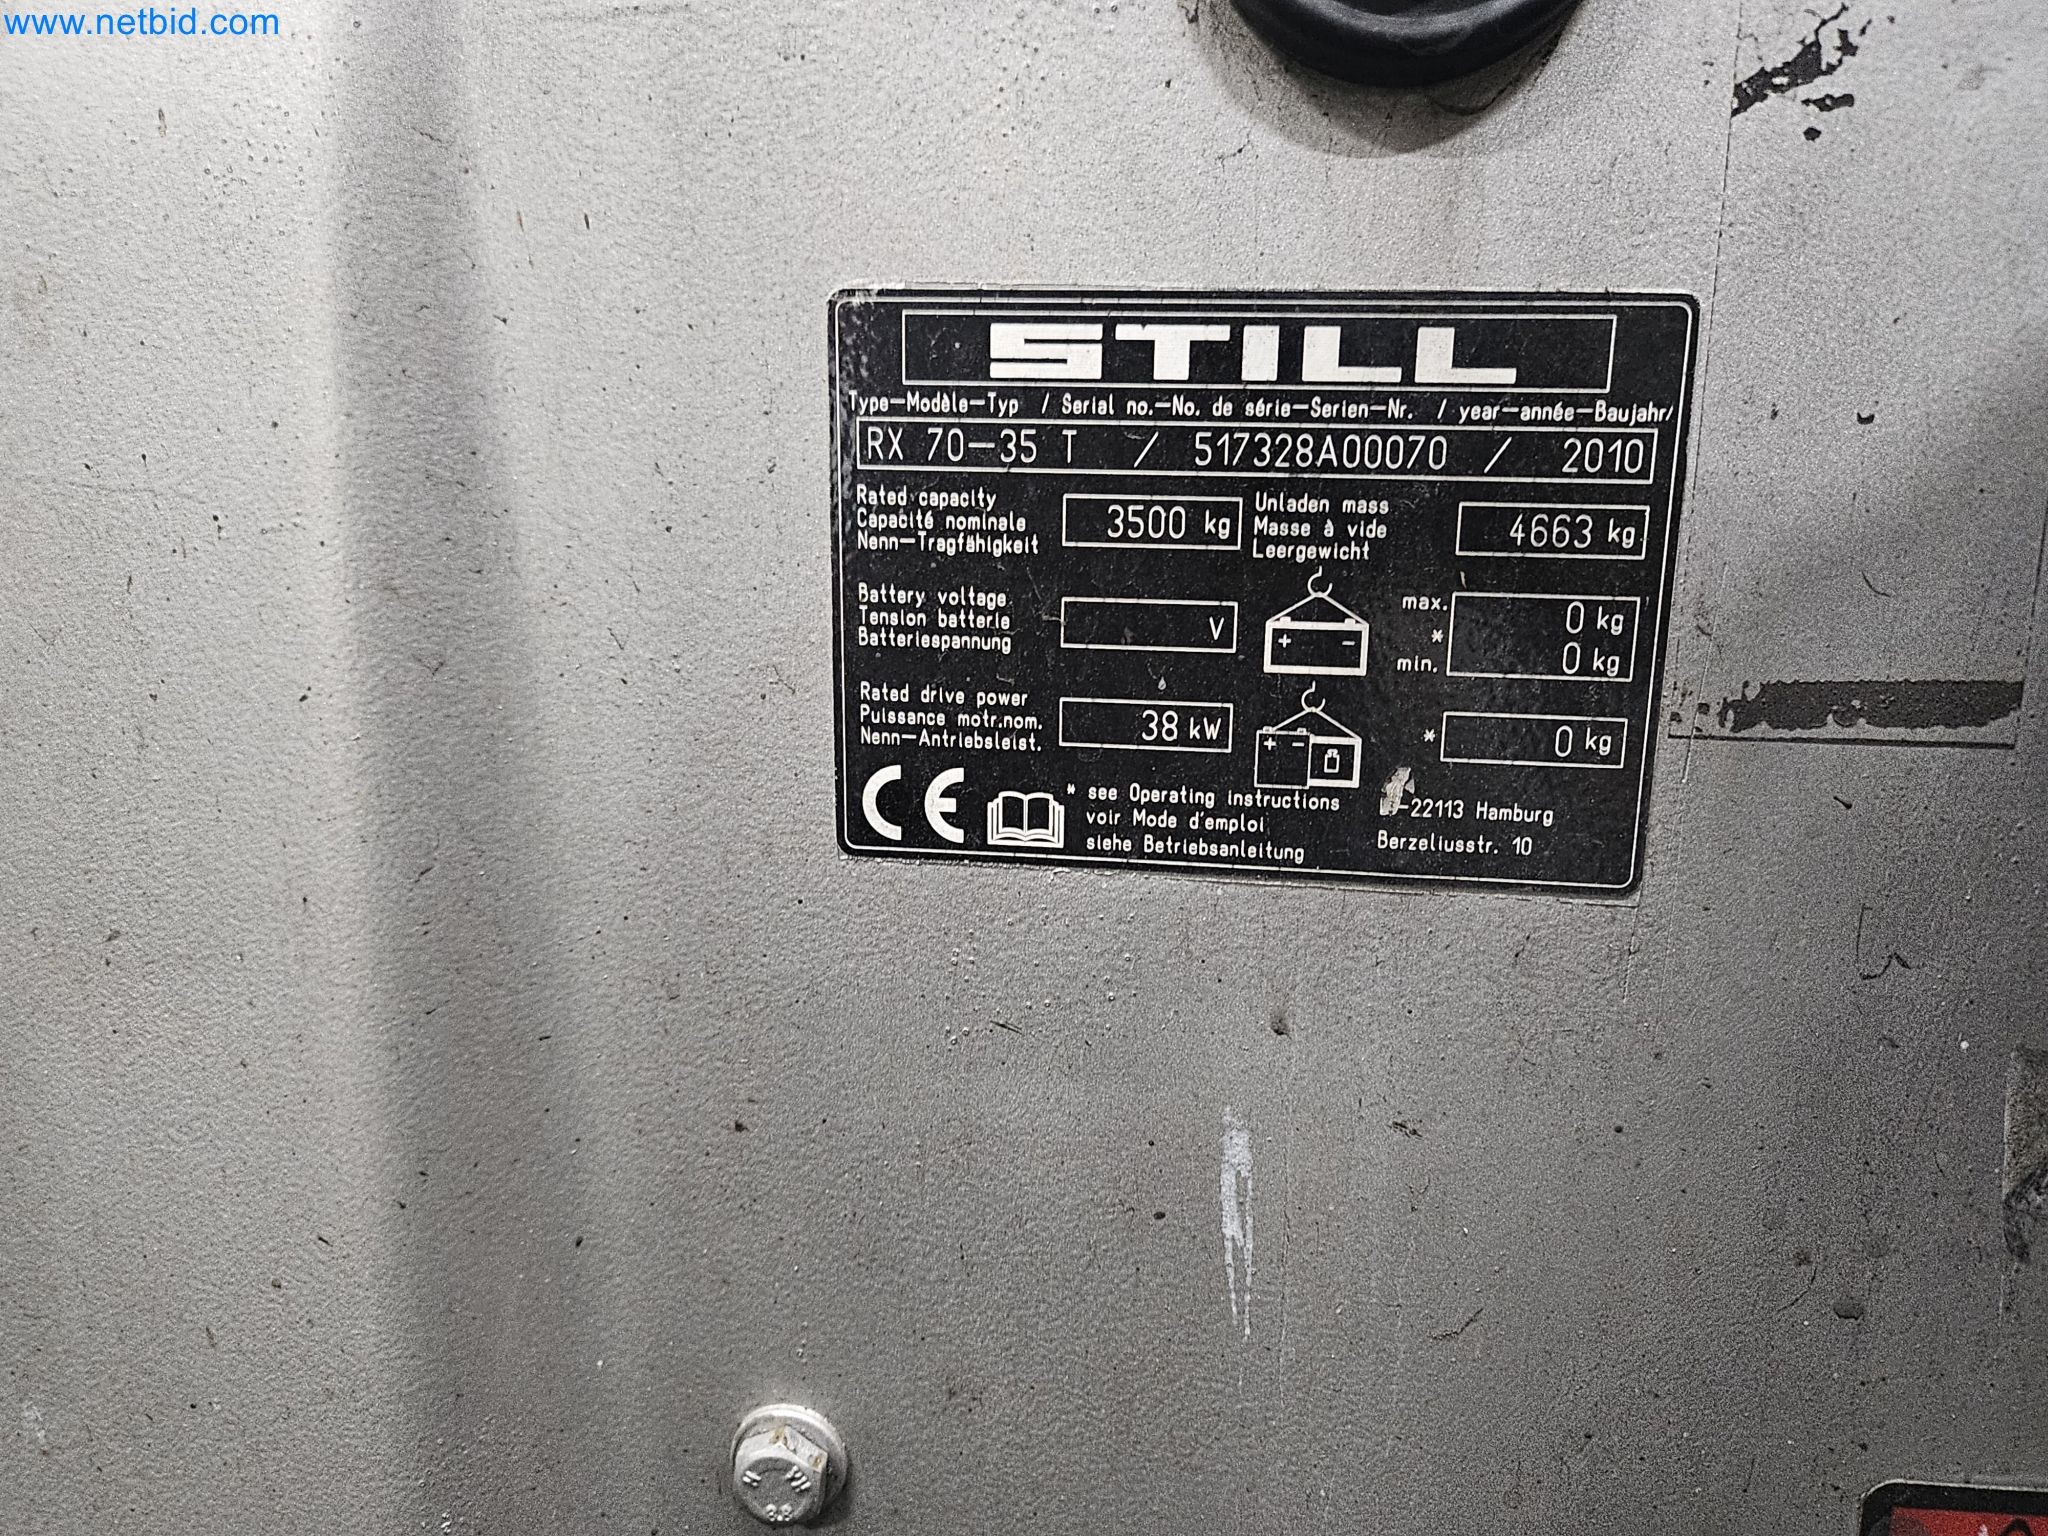 www.netbid.com
STILL
Type-Modèle-Typ / Serial no.-No. de série-Serien-Nr. / year-année-Baujahr/
RX 70-35 T / 517328A00070 / 2010
Rated capacity
Capacité nominale
Nenn-Tragfähigkeit
3500 kg
Unladen mass
Masse à vide
Leergewicht
4663 kg
Battery voltage
Tension batterie
Batteriespannung
V
+ -
max.
*
min.
0 kg
0 kg
Rated drive power
Puissance motr.nom.
Nenn-Antriebsleist.
38 kW
+ -
* 0 kg
CE
* see Operating instructions
voir Mode d'emploi
siehe Betriebsanleitung
-22113 Hamburg
Berzeliusstr. 10
8.8